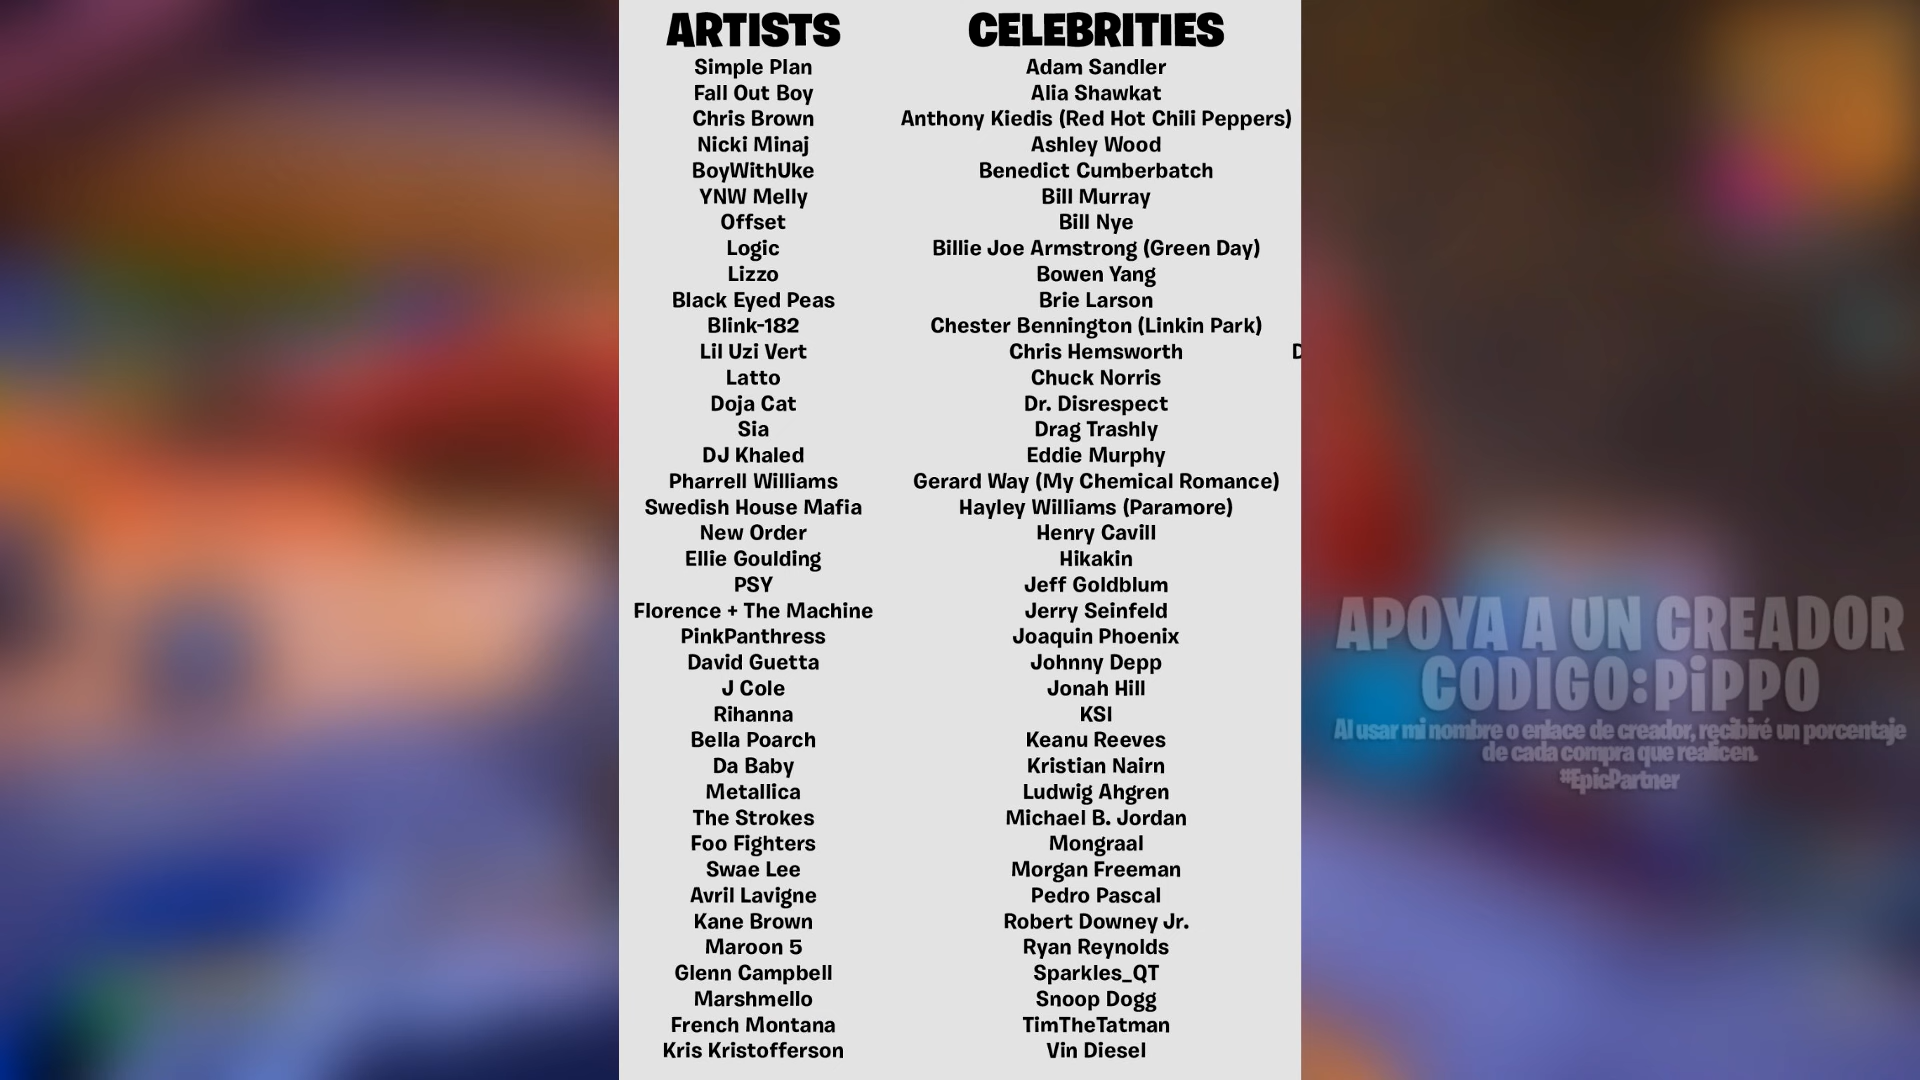 ARTISTS
Simple Plan
Fall Out Boy
Chris Brown
Nicki Minaj
BoyWithUke
YNW Melly
Offset
Logic
Lizzo
Black Eyed Peas
Blink-182
Lil Uzi Vert
Latto
Doja Cat
Sia
DJ Khaled
Pharrell Williams
Swedish House Mafia
New Order
Ellie Goulding
PSY
Florence + The Machine
PinkPanthress
David Guetta
J Cole
Rihanna
Bella Poarch
Da Baby
Metallica
The Strokes
Foo Fighters
Swae Lee
Avril Lavigne
Kane Brown
Maroon 5
Glenn Campbell
Marshmello
French Montana
Kris Kristofferson
CELEBRITIES
Adam Sandler
Alia Shawkat
Anthony Kiedis (Red Hot Chili Peppers)
Ashley Wood
Benedict Cumberbatch
Bill Murray
Bill Nye
Billie Joe Armstrong (Green Day)
Bowen Yang
Brie Larson
Chester Bennington (Linkin Park)
Chris Hemsworth
Chuck Norris
Dr. Disrespect
Drag Trashly
Eddie Murphy
Gerard Way (My Chemical Romance)
Hayley Williams (Paramore)
Henry Cavill
Hikakin
Jeff Goldblum
Jerry Seinfeld
Joaquin Phoenix
Johnny Depp
Jonah Hill
KSI
Keanu Reeves
Kristian Nairn
Ludwig Ahgren
Michael B. Jordan
Mongraal
Morgan Freeman
Pedro Pascal
Robert Downey Jr.
Ryan Reynolds
Sparkles_QT
Snoop Dogg
TimTheTatman
Vin Diesel
APOYA A UN CREADOR
CODIGO:PiPPO
Al usar mi nombre o enlace de creador, recibiré un porcentaje
de cada compra que realicen.
#EpicPartner